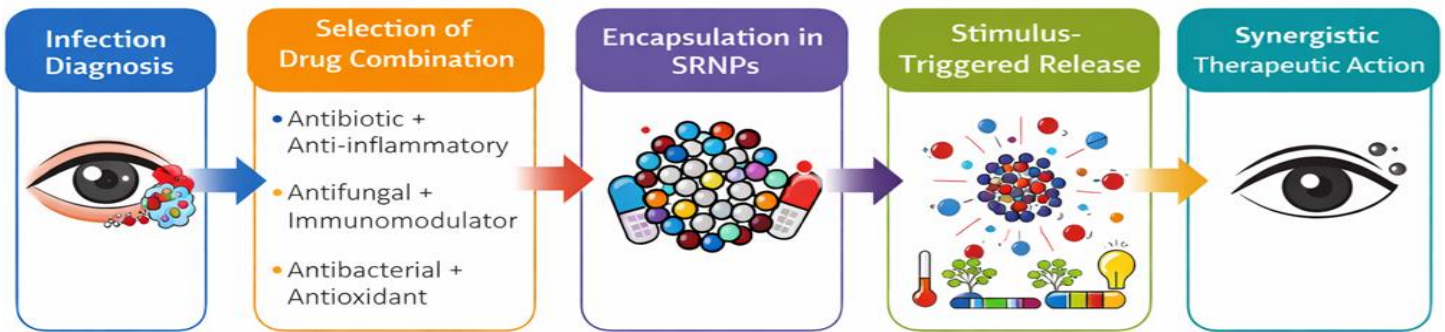 Infection
Diagnosis
Selection of
Drug Combination
• Antibiotic +
Anti-inflammatory
• Antifungal +
Immunomodulator
• Antibacterial +
Antioxidant
Encapsulation in
SRNPs
Stimulus-
Triggered Release
Synergistic
Therapeutic Action